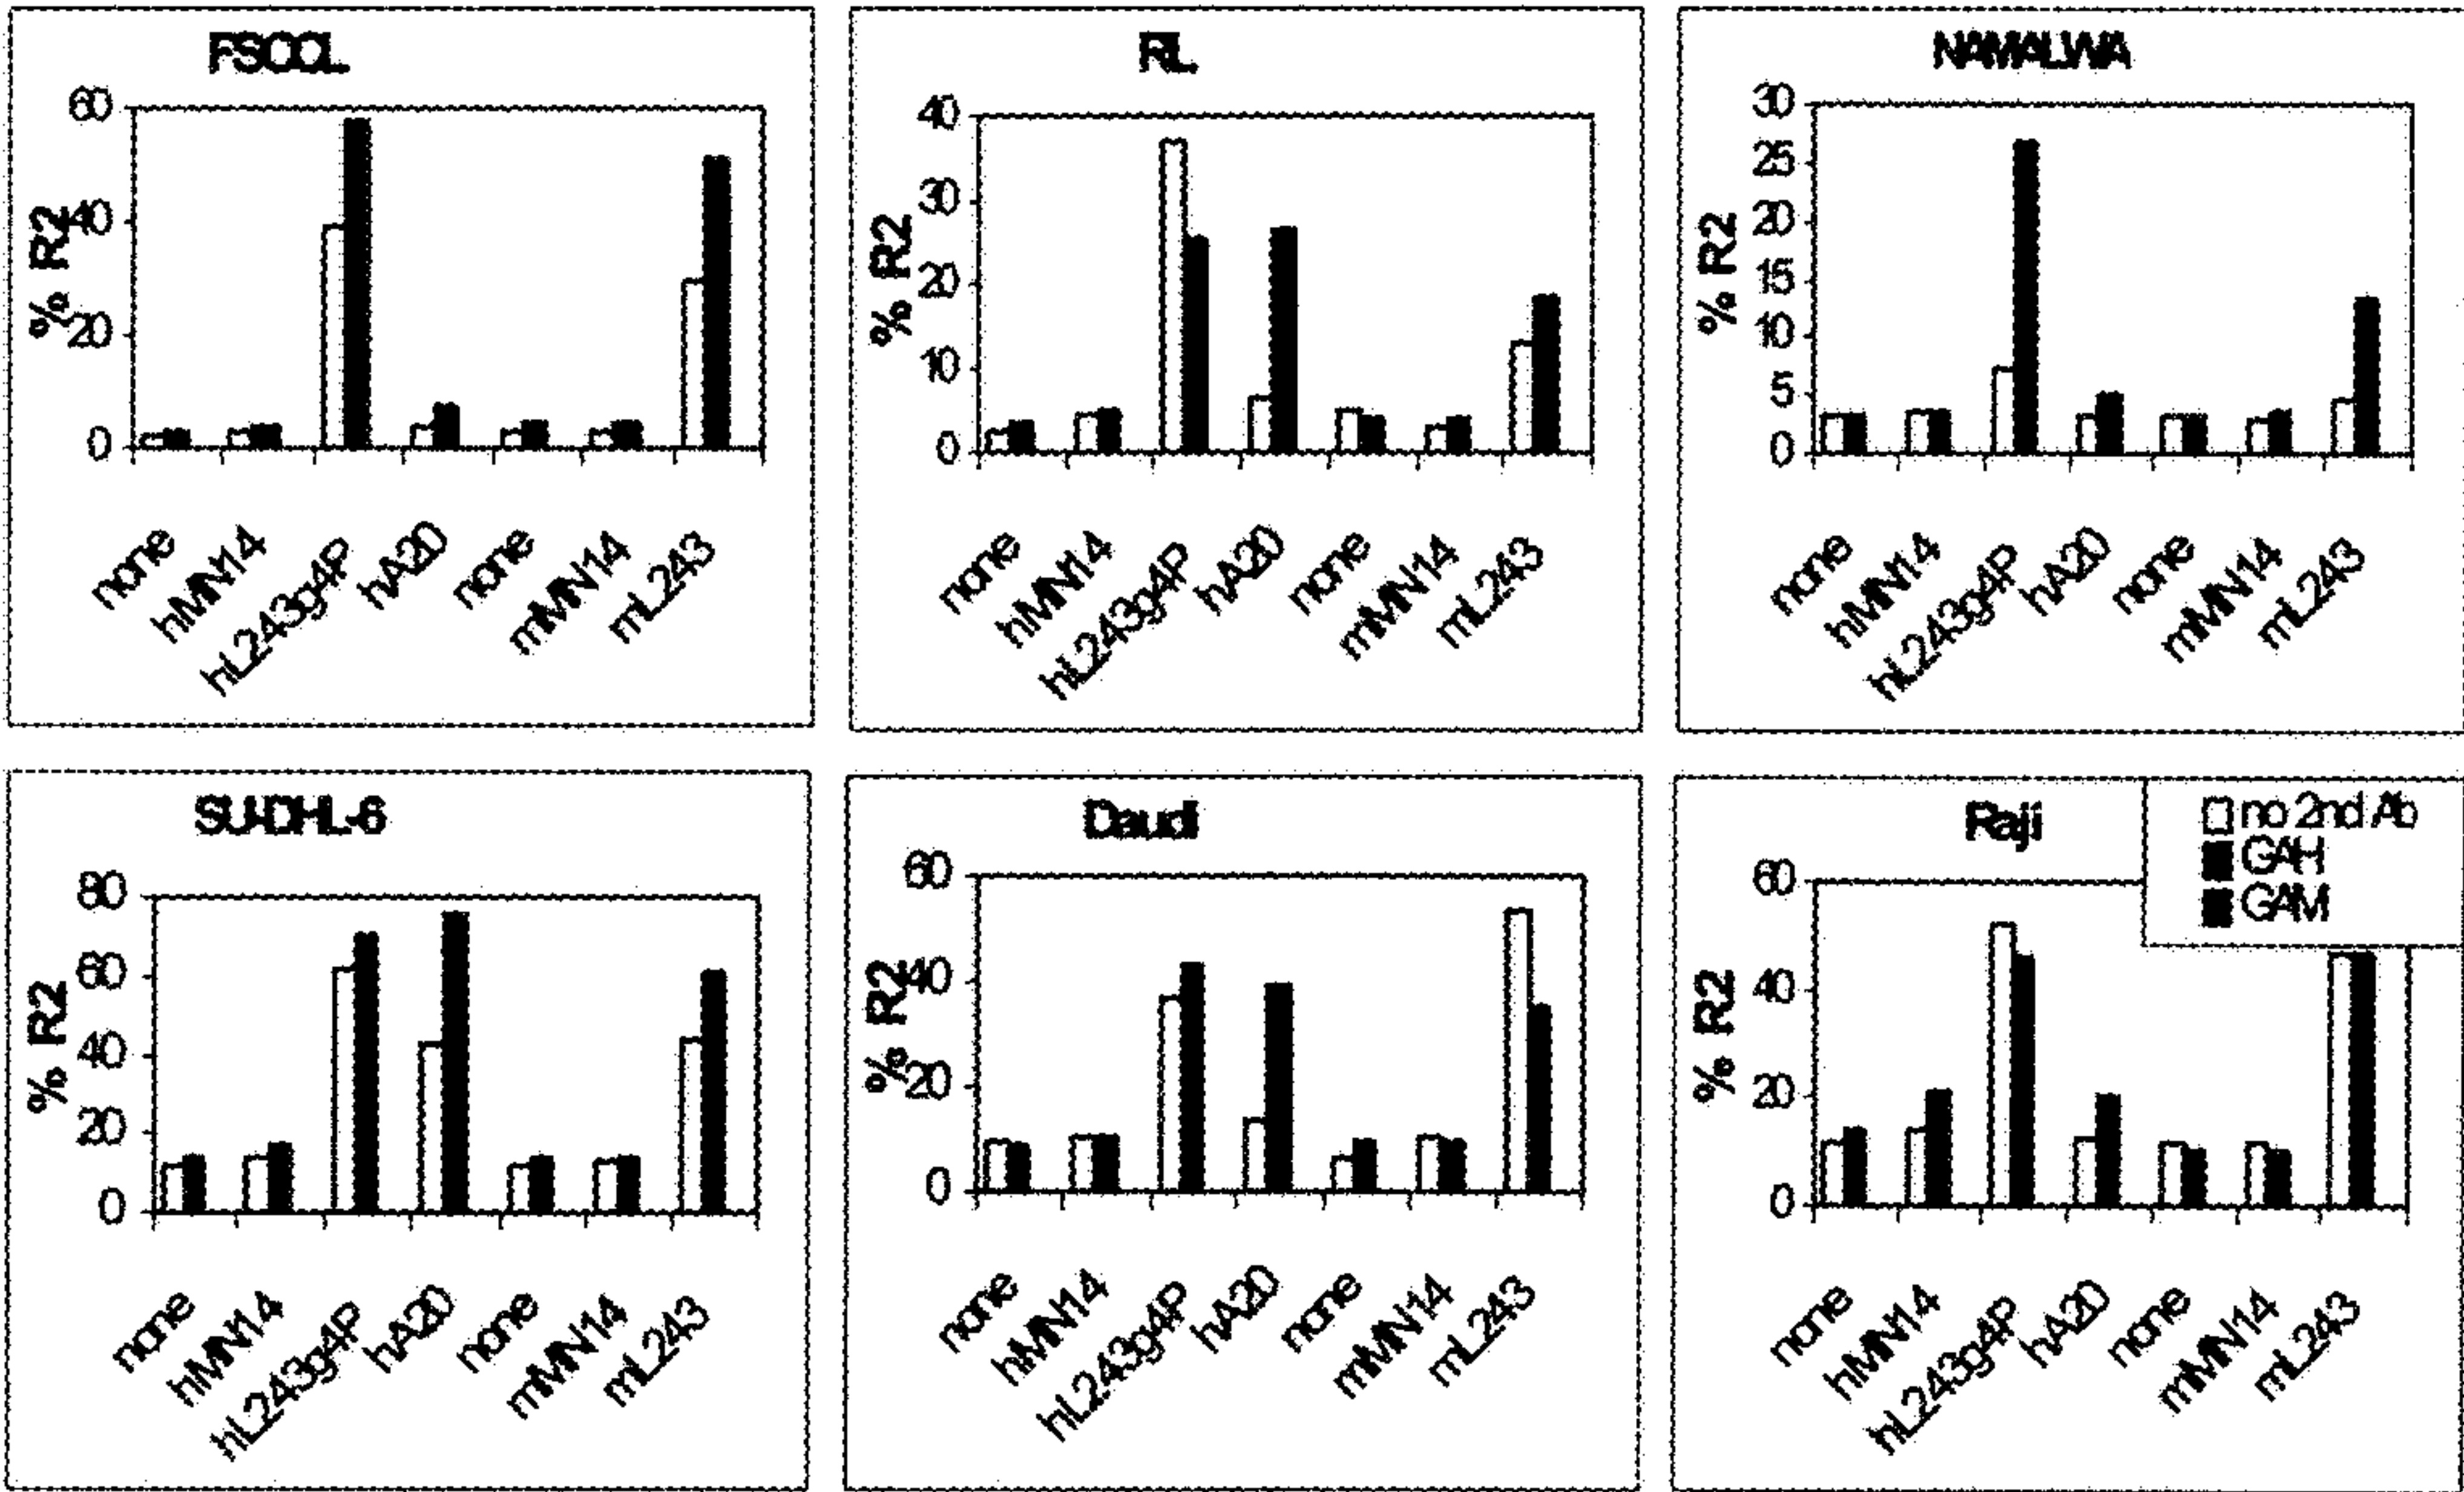 FSCCL
% R2
60
40
20
0
none
hMN14
hL243g4P
hA20
none
mMN14
mL243
RL
% R2
40
30
20
10
0
none
hMN14
hL243g4P
hA20
none
mMN14
mL243
NAMALWA
% R2
30
25
20
15
10
5
0
none
hMN14
hL243g4P
hA20
none
mMN14
mL243
SU-DHL-6
% R2
80
60
40
20
0
none
hMN14
hL243g4P
hA20
none
mMN14
mL243
Daudi
% R2
60
40
20
0
none
hMN14
hL243g4P
hA20
none
mMN14
mL243
Raji
no 2nd Ab
GAH
GAM
% R2
60
40
20
0
none
hMN14
hL243g4P
hA20
none
mMN14
mL243